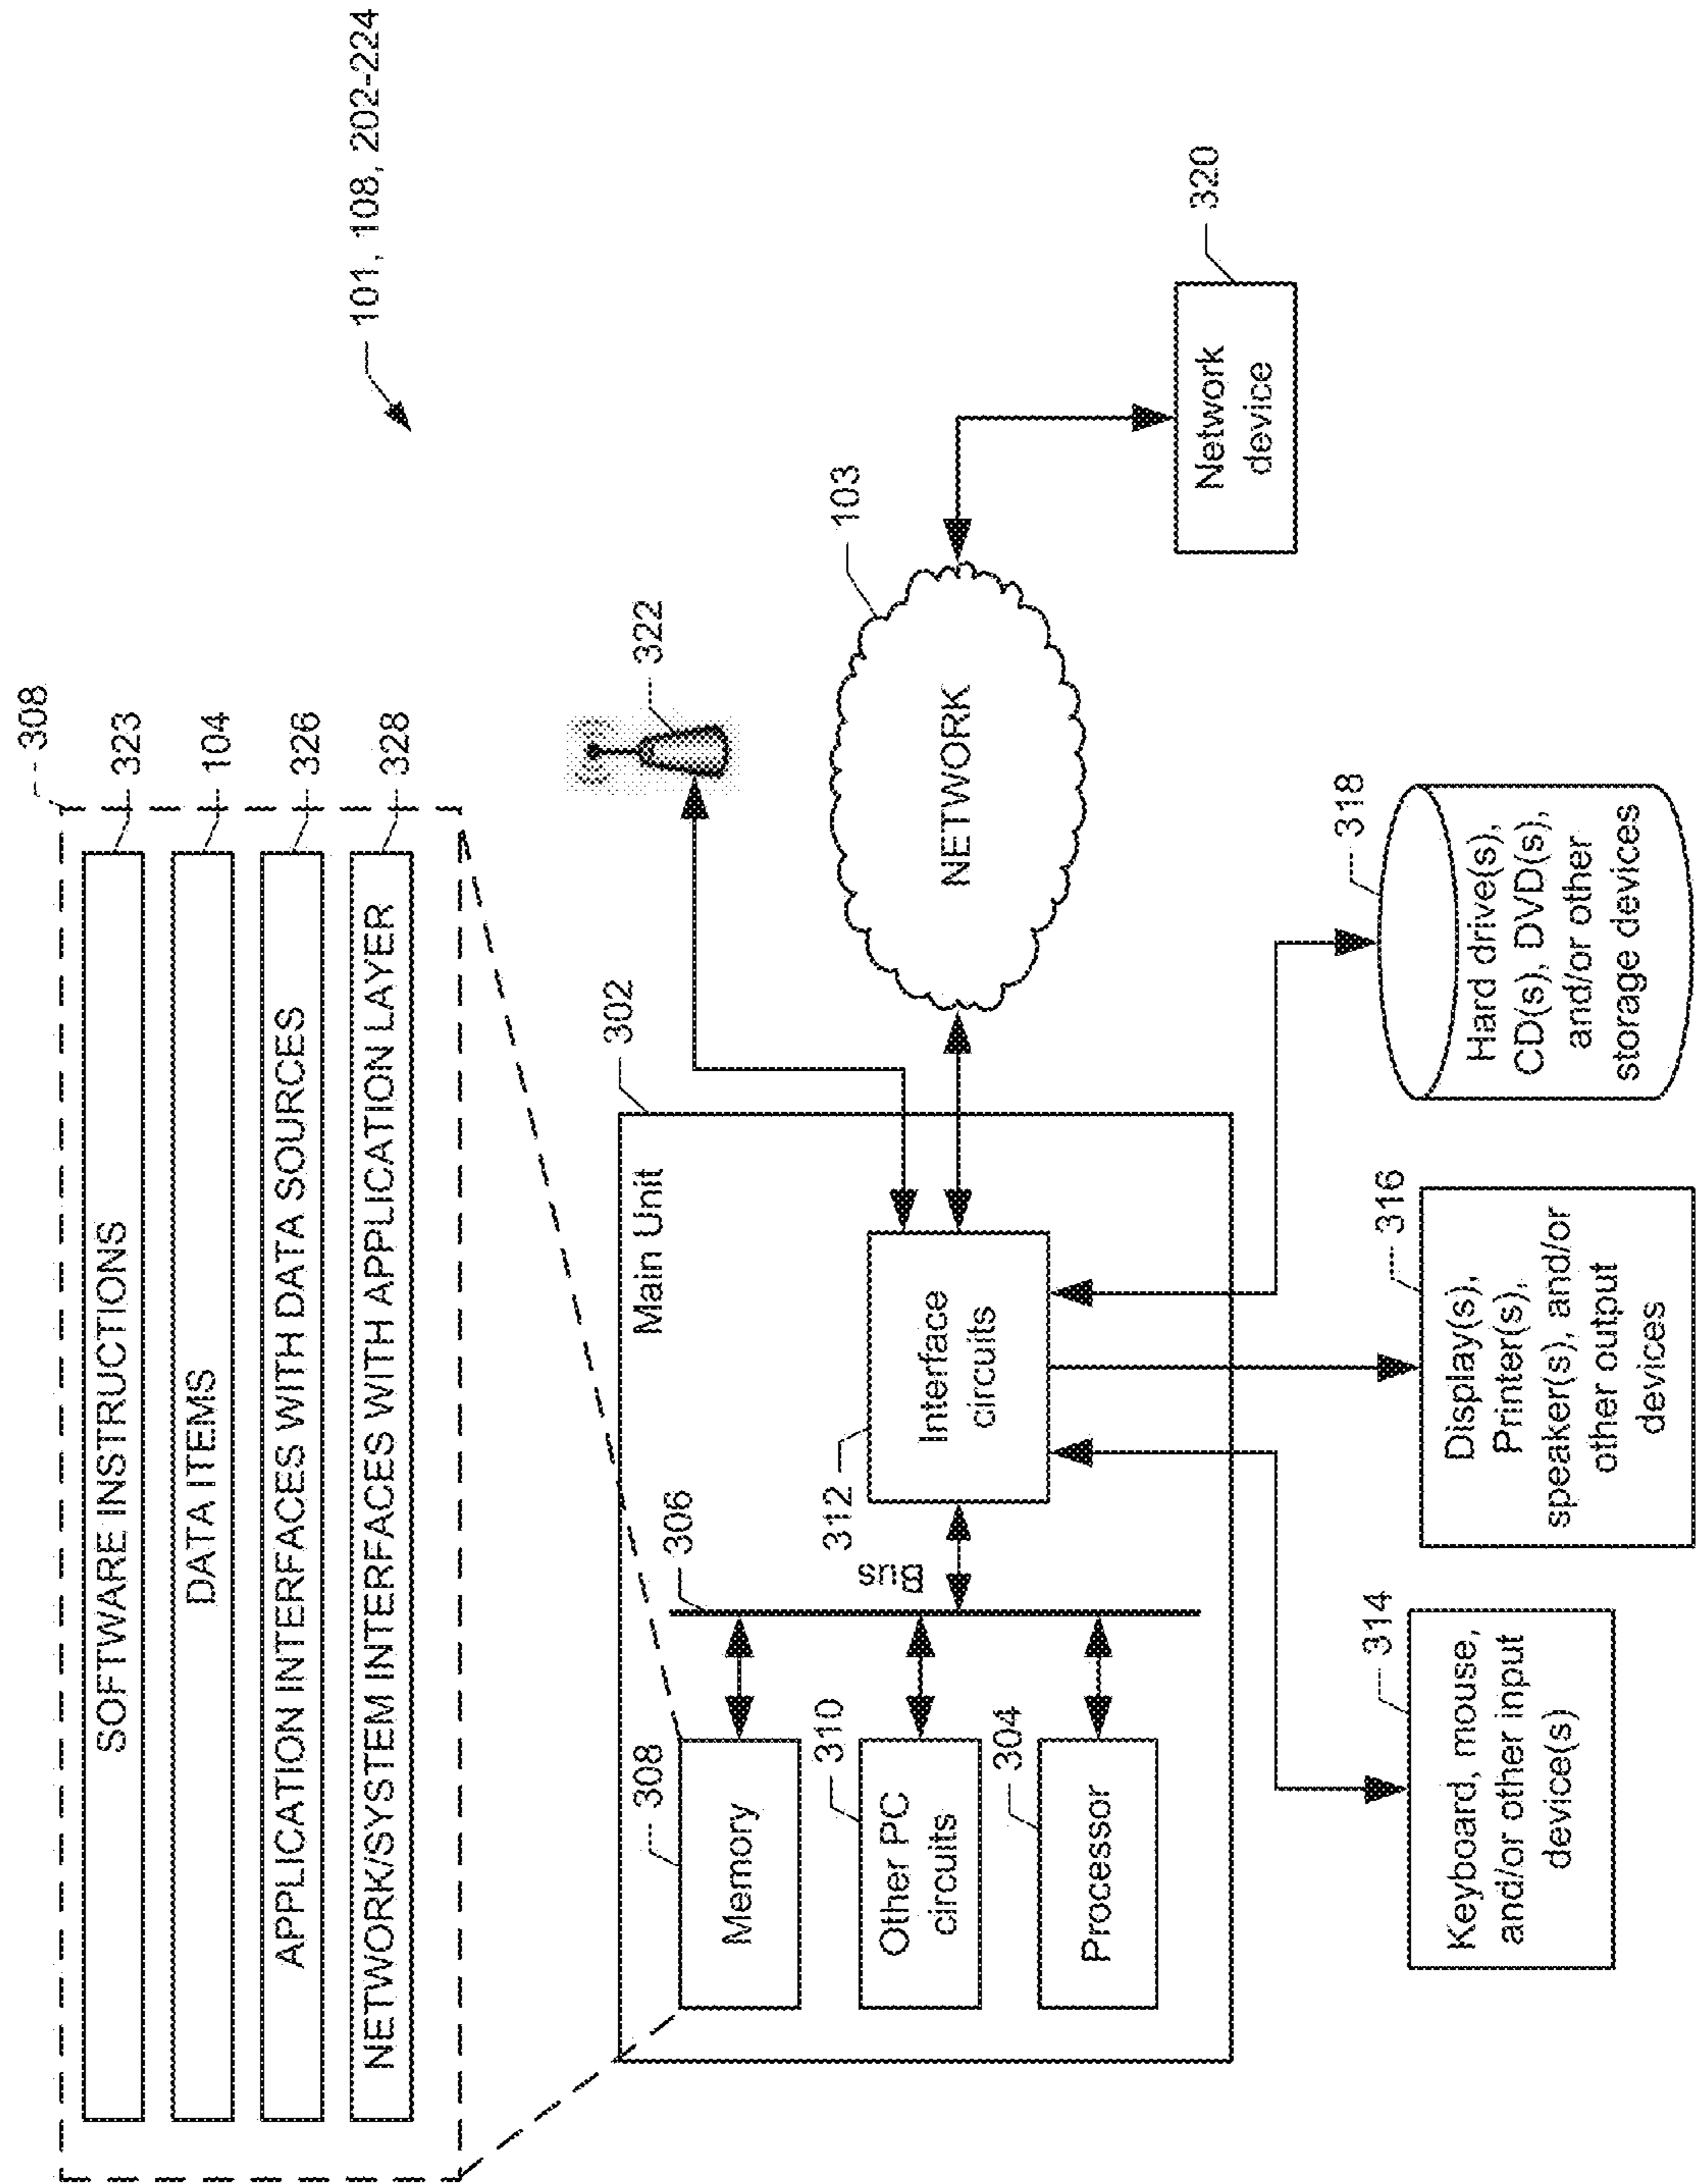 308
SOFTWARE INSTRUCTIONS
323
DATA ITEMS
104
APPLICATION INTERFACES WITH DATA SOURCES
326
NETWORK/SYSTEM INTERFACES WITH APPLICATION LAYER
328
101, 108, 202-224
322
302
Main Unit
308
Memory
306
Bus
310
Other PC
circuits
304
Processor
312
Interface
circuits
103
NETWORK
320
Network
device
314
Keyboard, mouse,
and/or other input
device(s)
316
Display(s),
Printer(s),
speaker(s), and/or
other output
devices
318
Hard drive(s),
CD(s), DVD(s),
and/or other
storage devices